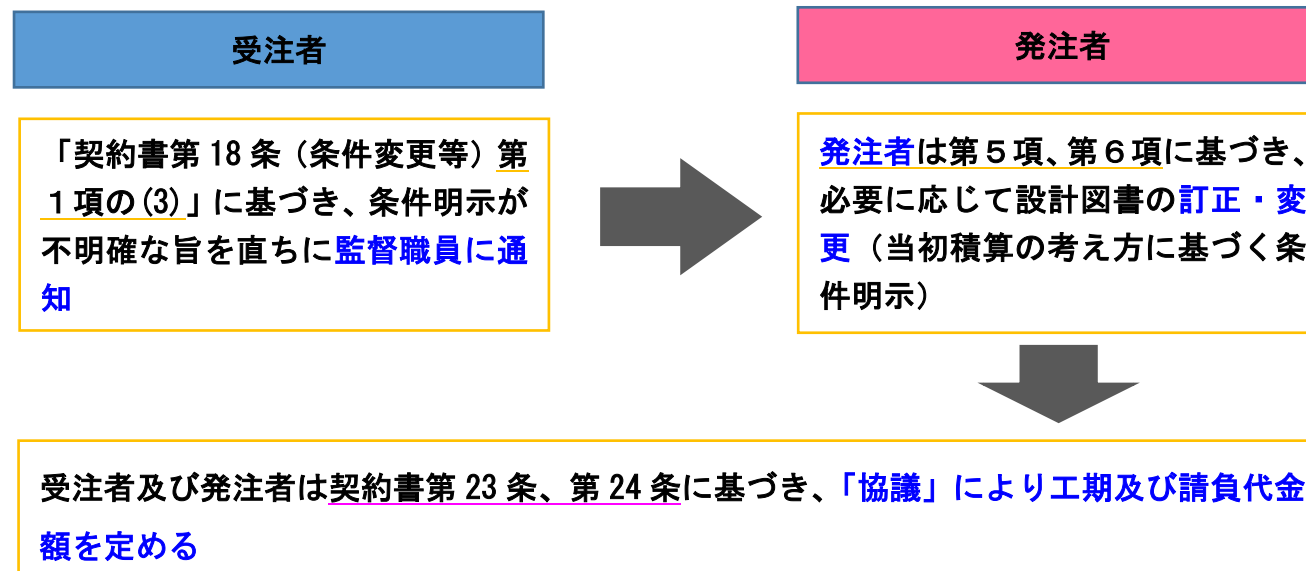 受注者
発注者
「契約書第 18 条（条件変更等）第
１項の(3)」に基づき、条件明示が
不明確な旨を直ちに監督職員に通
知
発注者は第５項、第６項に基づき、
必要に応じて設計図書の訂正・変
更（当初積算の考え方に基づく条
件明示）
受注者及び発注者は契約書第 23 条、第 24 条に基づき、「協議」により工期及び請負代金
額を定める